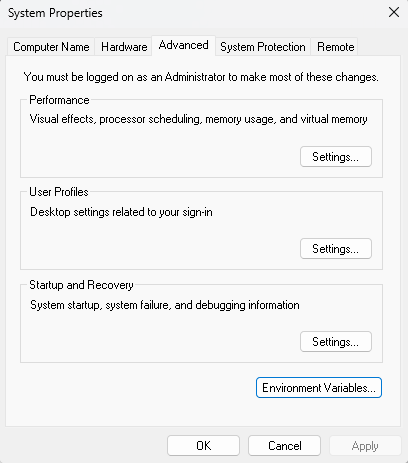 System Properties
Computer Name Hardware Advanced System Protection Remote
You must be logged on as an Administrator to make most of these changes.
Performance
Visual effects, processor scheduling, memory usage, and virtual memory
Settings...
User Profiles
Desktop settings related to your sign-in
Settings...
Startup and Recovery
System startup, system failure, and debugging information
Settings...
Environment Variables...
OK Cancel Apply